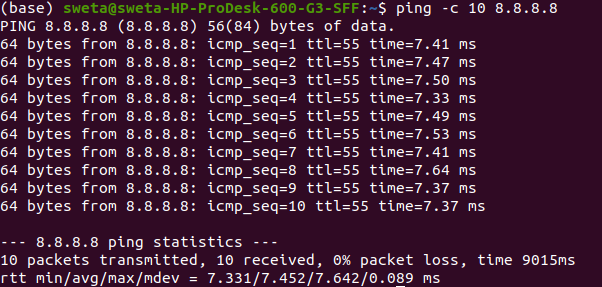 (base) sweta@sweta-HP-ProDesk-600-G3-SFF:~$ ping -c 10 8.8.8.8
PING 8.8.8.8 (8.8.8.8) 56(84) bytes of data.
64 bytes from 8.8.8.8: icmp_seq=1 ttl=55 time=7.41 ms
64 bytes from 8.8.8.8: icmp_seq=2 ttl=55 time=7.47 ms
64 bytes from 8.8.8.8: icmp_seq=3 ttl=55 time=7.50 ms
64 bytes from 8.8.8.8: icmp_seq=4 ttl=55 time=7.33 ms
64 bytes from 8.8.8.8: icmp_seq=5 ttl=55 time=7.49 ms
64 bytes from 8.8.8.8: icmp_seq=6 ttl=55 time=7.53 ms
64 bytes from 8.8.8.8: icmp_seq=7 ttl=55 time=7.41 ms
64 bytes from 8.8.8.8: icmp_seq=8 ttl=55 time=7.64 ms
64 bytes from 8.8.8.8: icmp_seq=9 ttl=55 time=7.37 ms
64 bytes from 8.8.8.8: icmp_seq=10 ttl=55 time=7.37 ms

--- 8.8.8.8 ping statistics ---
10 packets transmitted, 10 received, 0% packet loss, time 9015ms
rtt min/avg/max/mdev = 7.331/7.452/7.642/0.089 ms